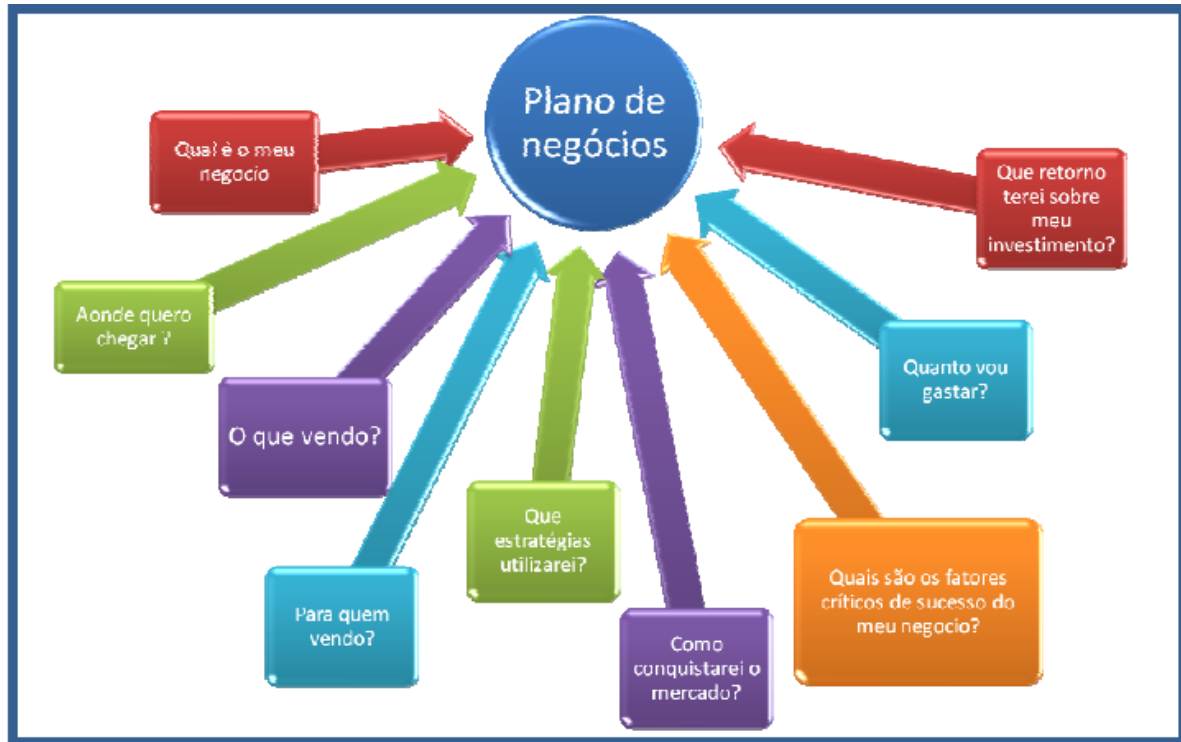 Plano de
negócios
Qual é o meu
negocio
Aonde quero
chegar ?
O que vendo?
Para quem
vendo?
Que
estratégias
utilizarei?
Como
conquistarei o
mercado?
Quais são os fatores
críticos de sucesso do
meu negocio?
Quanto vou
gastar?
Que retorno
terei sobre
meu
investimento?